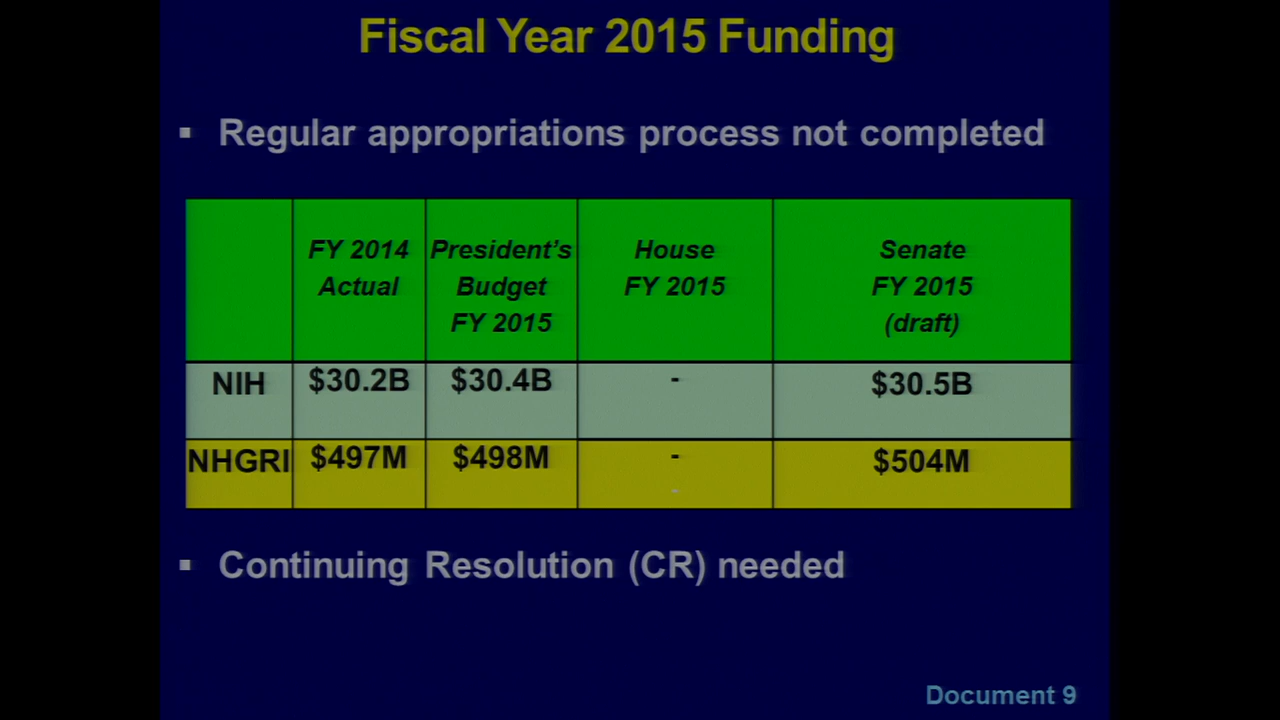 Fiscal Year 2015 Funding
▪ Regular appropriations process not completed
FY 2014 Actual President's Budget FY 2015 House FY 2015 Senate FY 2015 (draft)
NIH $30.2B $30.4B - $30.5B
NHGRI $497M $498M - - $504M
▪ Continuing Resolution (CR) needed
Document 9